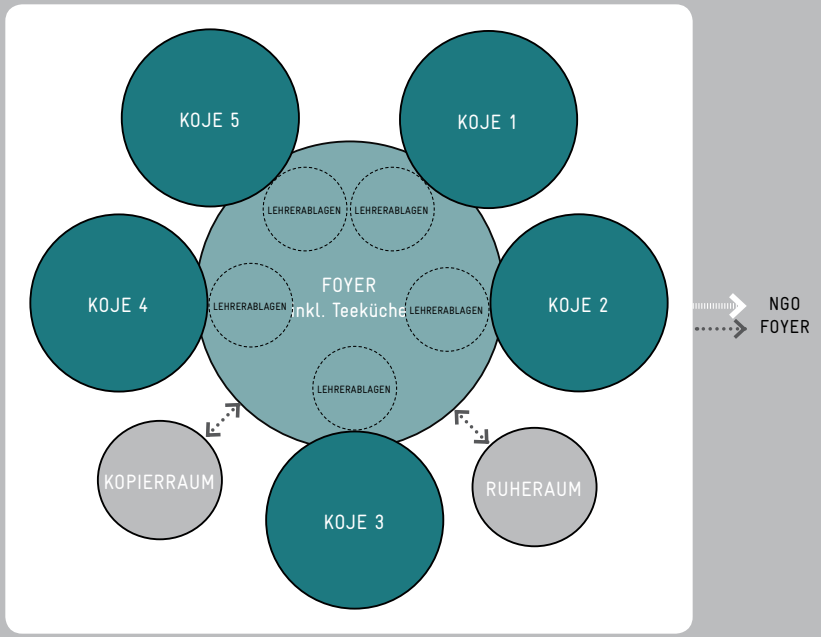 KOJE 5
KOJE 1
LEHRERABLAGEN
LEHRERABLAGEN
KOJE 4
LEHRERABLAGEN
FOYER
inkl. Teeküche
LEHRERABLAGEN
KOJE 2
NGO
FOYER
LEHRERABLAGEN
KOPIERRAUM
RUHERAUM
KOJE 3